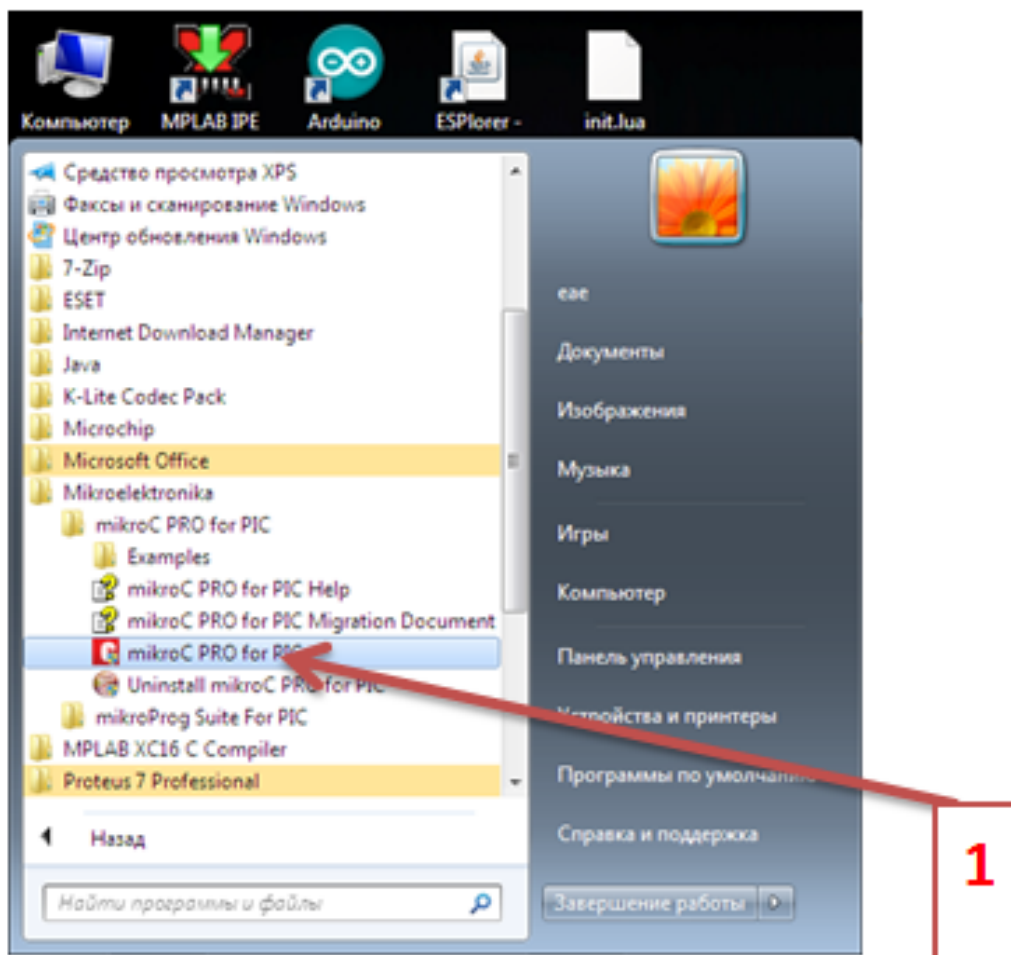 Компьютер
MPLAB IPE
Arduino
ESPlorer -
init.lua
Средство просмотра XPS
Факсы и сканирование Windows
Центр обновления Windows
7-Zip
ESET
Internet Download Manager
Java
K-Lite Codec Pack
Microchip
Microsoft Office
Mikroelektronika
mikroC PRO for PIC
Examples
mikroC PRO for PIC Help
mikroC PRO for PIC Migration Document
mikroC PRO for PIC
Uninstall mikroC PRO for PIC
mikroProg Suite For PIC
MPLAB XC16 C Compiler
Proteus 7 Professional
Назад
Найти программы и файлы
eae
Документы
Изображения
Музыка
Игры
Компьютер
Панель управления
Устройства и принтеры
Программы по умолчанию
Справка и поддержка
Завершение работы
1